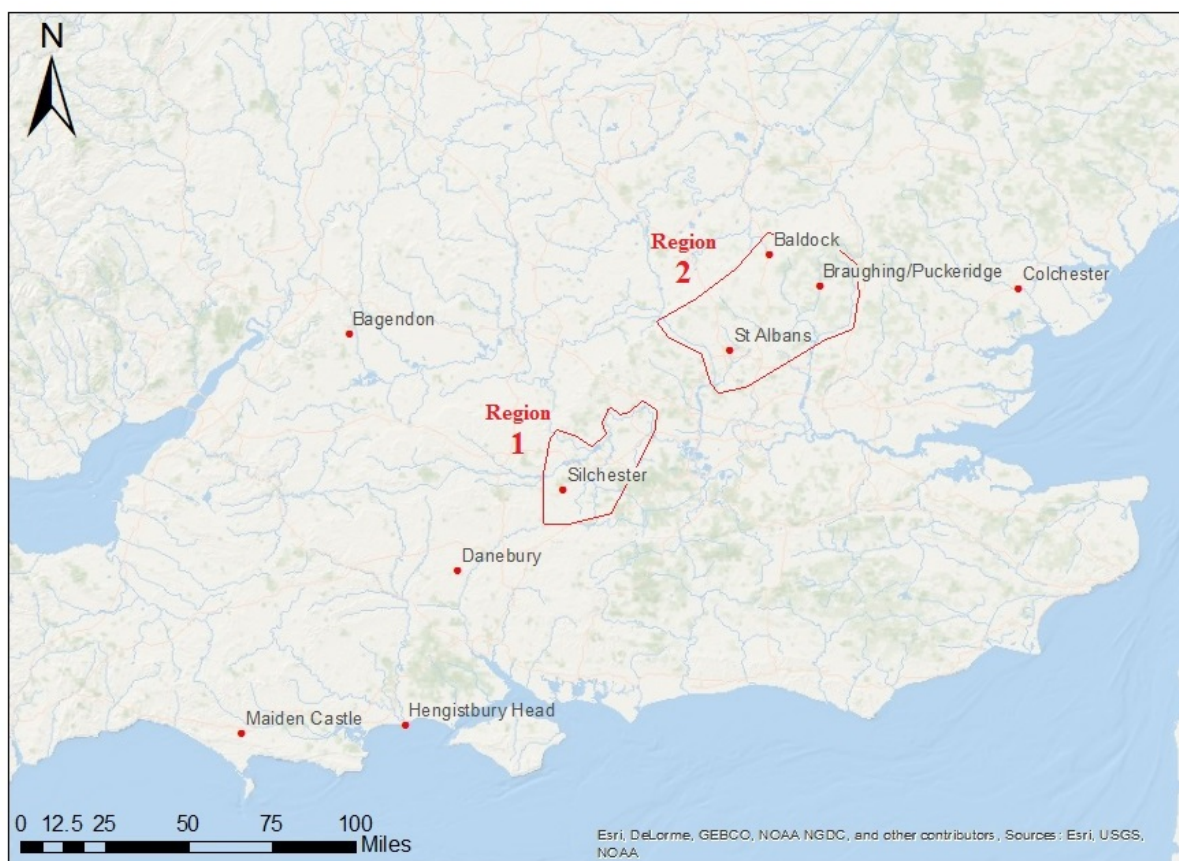 N
Region
2
Baldock
Braughing/Puckeridge
Colchester
Bagendon
St Albans
Region
1
Silchester
Danebury
Maiden Castle
Hengistbury Head
0 12.5 25 50 75 100
Miles
Esri, DeLorme, GEBCO, NOAA NGDC, and other contributors, Sources: Esri, USGS,
NOAA